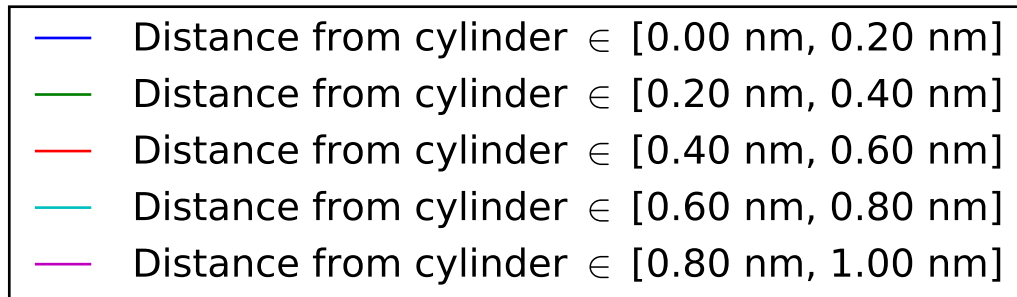 Distance from cylinder ∈ [0.00 nm, 0.20 nm]
Distance from cylinder ∈ [0.20 nm, 0.40 nm]
Distance from cylinder ∈ [0.40 nm, 0.60 nm]
Distance from cylinder ∈ [0.60 nm, 0.80 nm]
Distance from cylinder ∈ [0.80 nm, 1.00 nm]